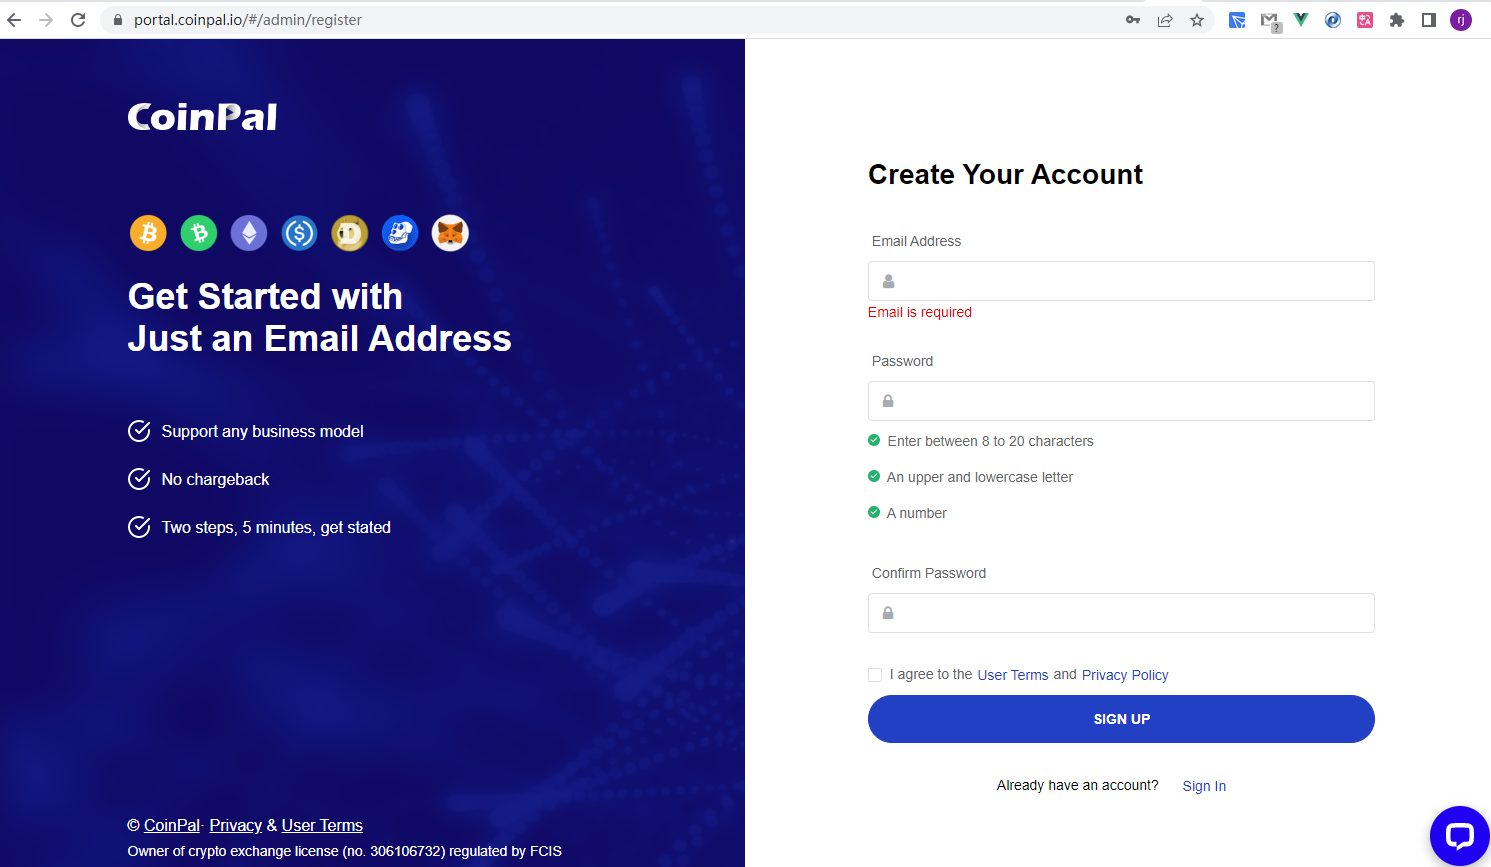 portal.coinpal.io/#/admin/register
rj
CoinPal
Get Started with
Just an Email Address
Support any business model
No chargeback
Two steps, 5 minutes, get stated
© CoinPal· Privacy & User Terms
Owner of crypto exchange license (no. 306106732) regulated by FCIS
Create Your Account
Email Address
Email is required
Password
Enter between 8 to 20 characters
An upper and lowercase letter
A number
Confirm Password
I agree to the User Terms and Privacy Policy
SIGN UP
Already have an account? Sign In